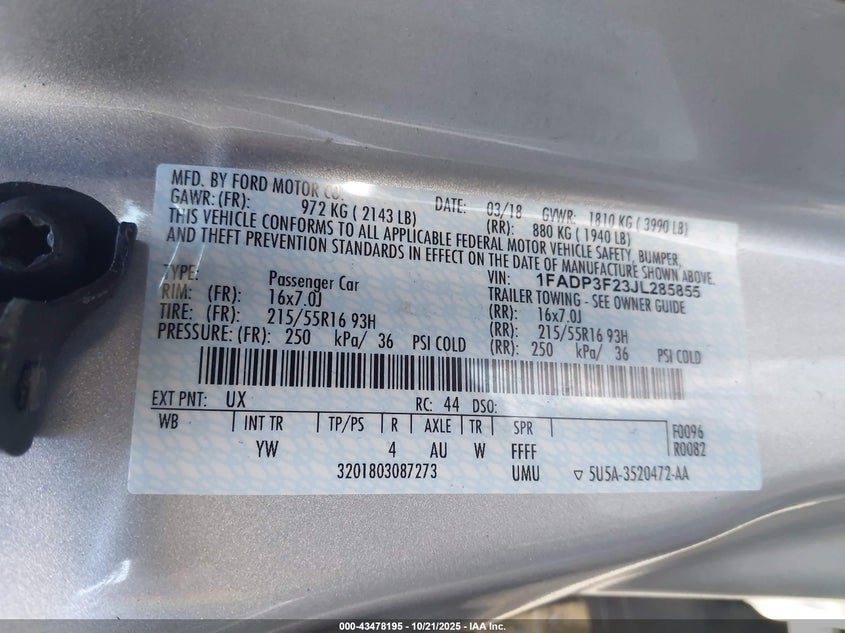 MFD. BY FORD MOTOR CO.
DATE: 03/18 GVWR: 1810 KG ( 3990 LB)
GAWR: (FR): 972 KG ( 2143 LB) (RR): 880 KG ( 1940 LB)
THIS VEHICLE CONFORMS TO ALL APPLICABLE FEDERAL MOTOR VEHICLE SAFETY, BUMPER,
AND THEFT PREVENTION STANDARDS IN EFFECT ON THE DATE OF MANUFACTURE SHOWN ABOVE.
VIN: 1FADP3F23JL285855
TYPE: Passenger Car TRAILER TOWING - SEE OWNER GUIDE
RIM: (FR): 16x7.0J (RR): 16x7.0J
TIRE: (FR): 215/55R16 93H (RR): 215/55R16 93H
PRESSURE: (FR): 250 kPa/ 36 PSI COLD (RR): 250 kPa/ 36 PSI COLD
EXT PNT: UX RC: 44 DSO:
WB INT TR TP/PS R AXLE TR SPR F0096
YW 4 AU W FFFF R0082
3201803087273 UMU ▽ 5U5A-3520472-AA
000-43478195 - 10/21/2025 - IAA Inc.